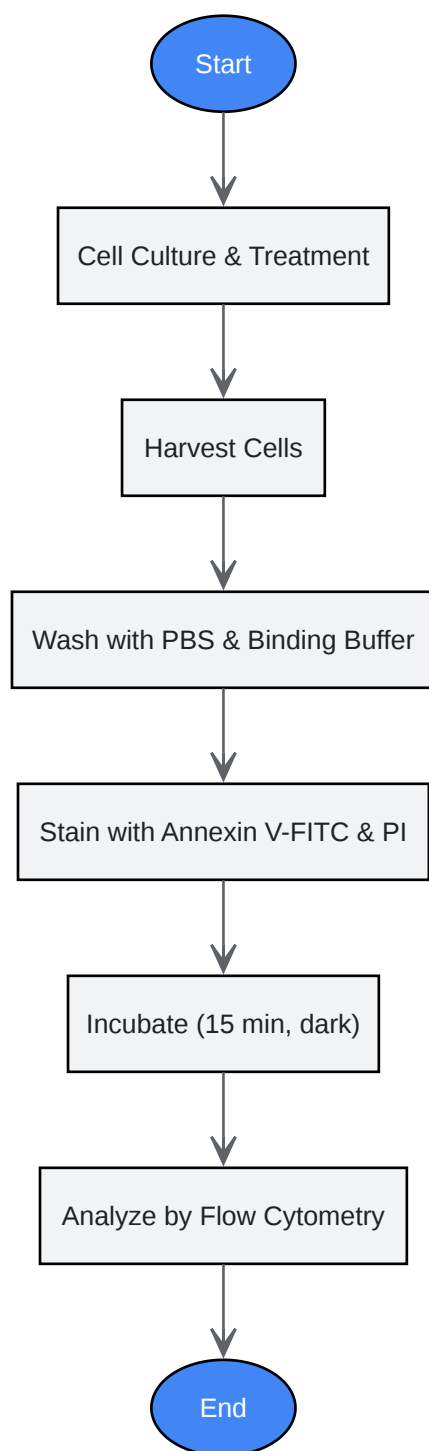 Start
Cell Culture & Treatment
Harvest Cells
Wash with PBS & Binding Buffer
Stain with Annexin V-FITC & PI
Incubate (15 min, dark)
Analyze by Flow Cytometry
End